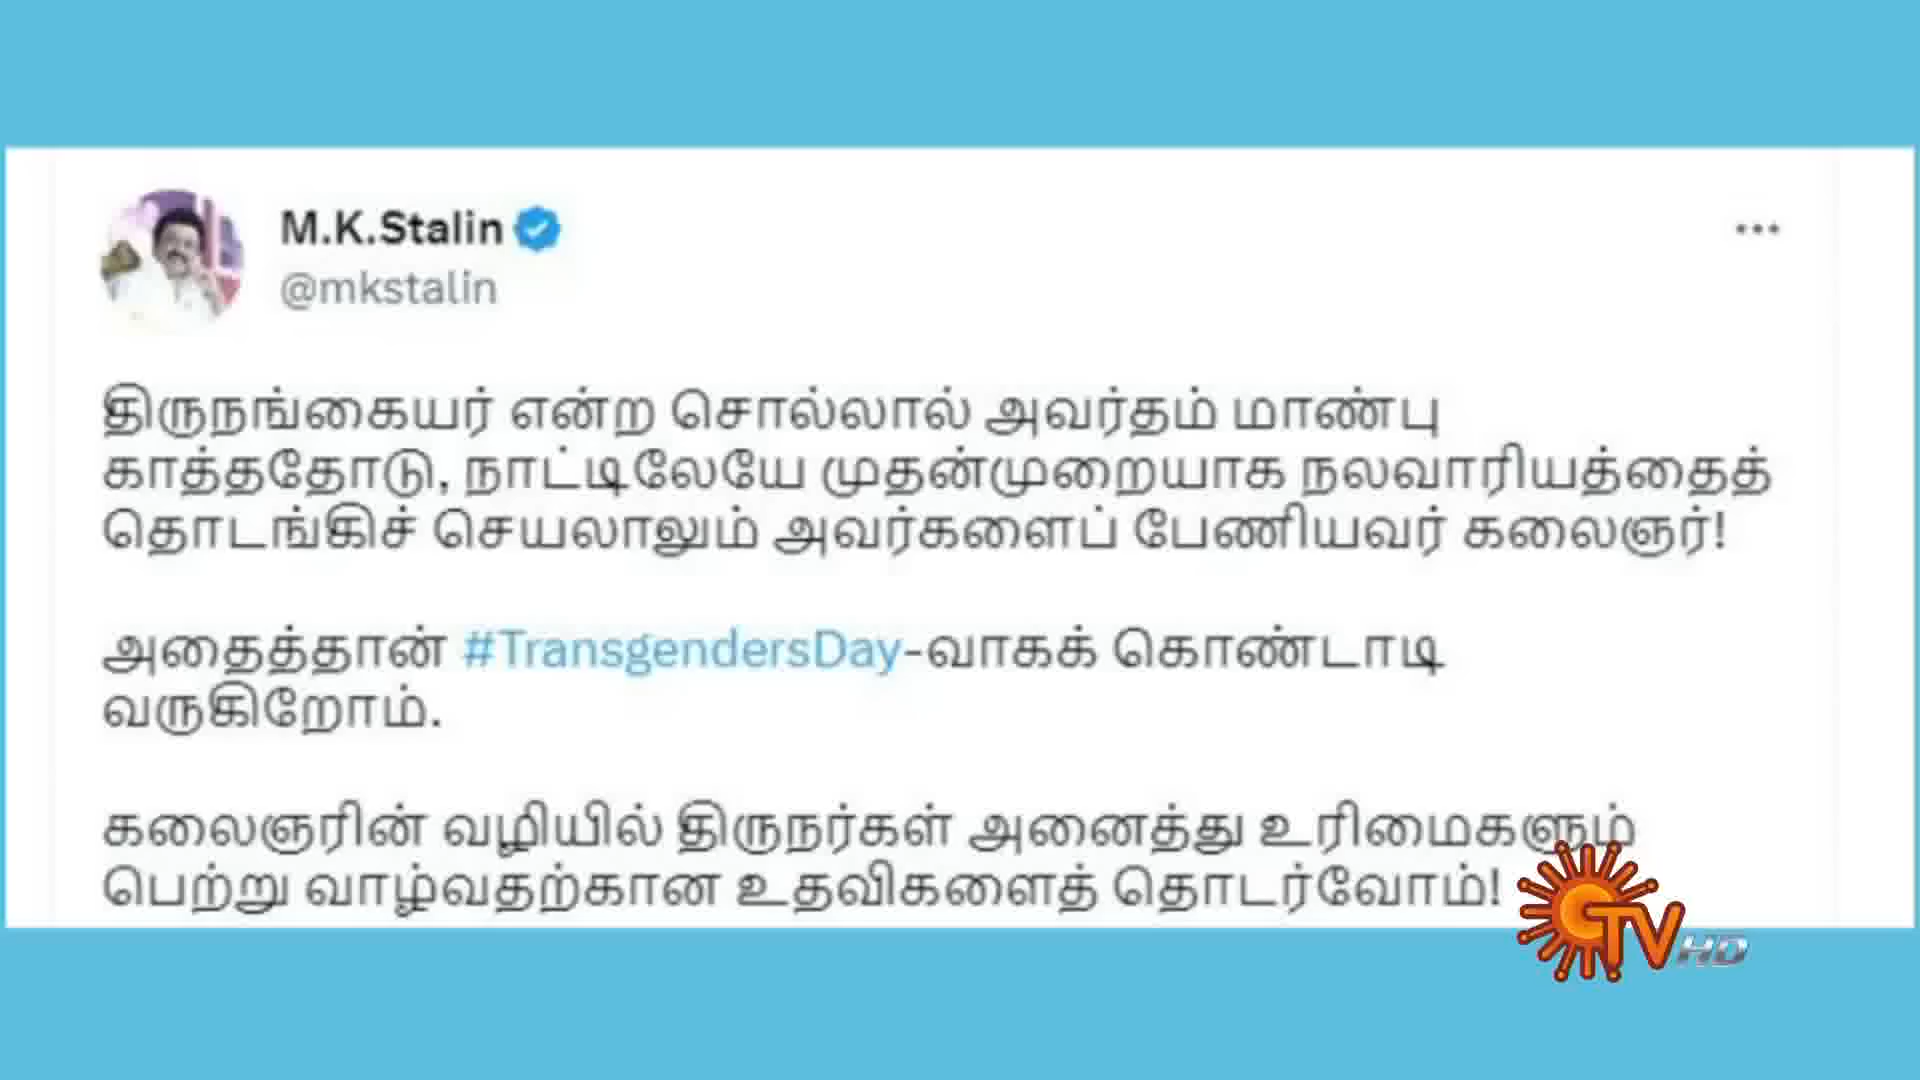 M.K.Stalin
@mkstalin
திருநங்கையர் என்ற சொல்லால் அவர்தம் மாண்பு
காத்ததோடு, நாட்டிலேயே முதன்முறையாக நலவாரியத்தைத்
தொடங்கிச் செயலாலும் அவர்களைப் பேணியவர் கலைஞர்!
அதைத்தான் #TransgendersDay-வாகக் கொண்டாடி
வருகிறோம்.
கலைஞரின் வழியில் திருநர்கள் அனைத்து உரிமைகளும்
பெற்று வாழ்வதற்கான உதவிகளைத் தொடர்வோம்!
TV HD